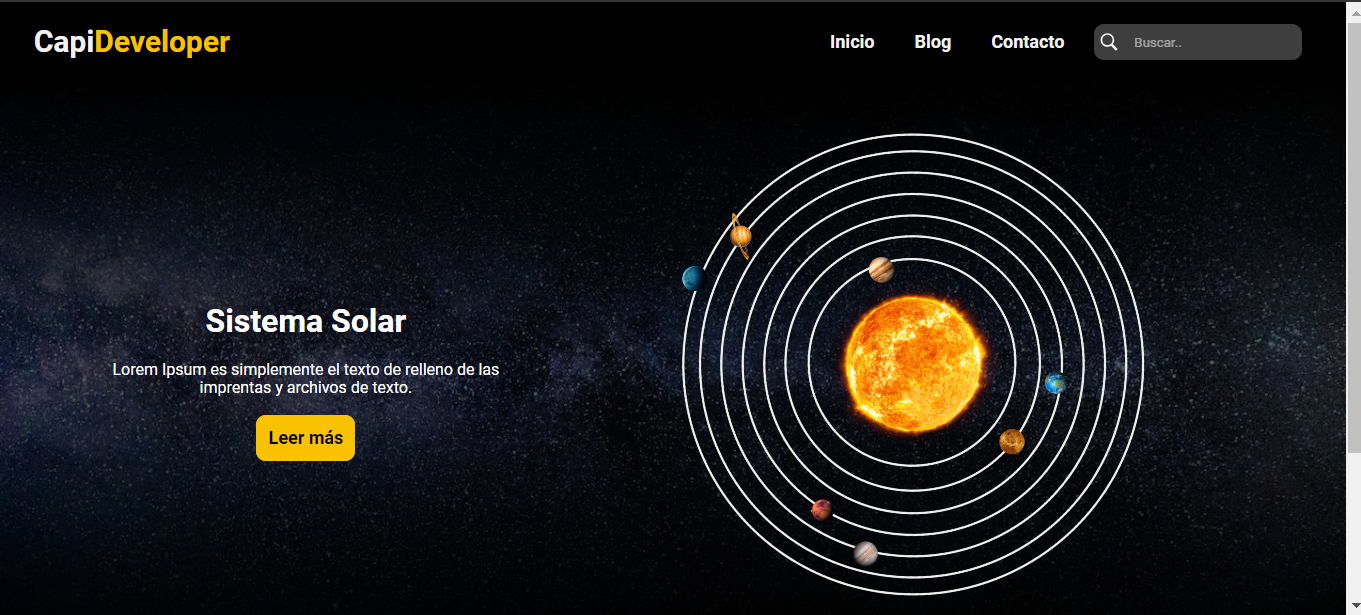 CapiDeveloper
Inicio Blog Contacto Buscar..
Sistema Solar
Lorem Ipsum es simplemente el texto de relleno de las
imprentas y archivos de texto.
Leer más